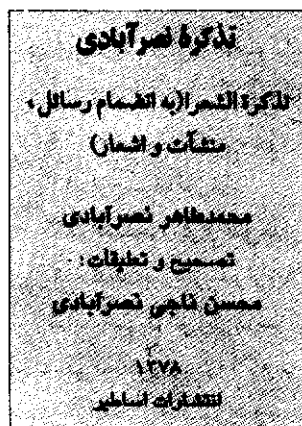 تذکرهٔ نصرآبادی
تذکرة الشعرا(به انضمام رسائل،
منشآت و اشعار)
محمدطاهر نصرآبادی
تصحیح و تعلیقات:
محسن ناجی نصرآبادی
۱۳۷۸
انتشارات اساطیر